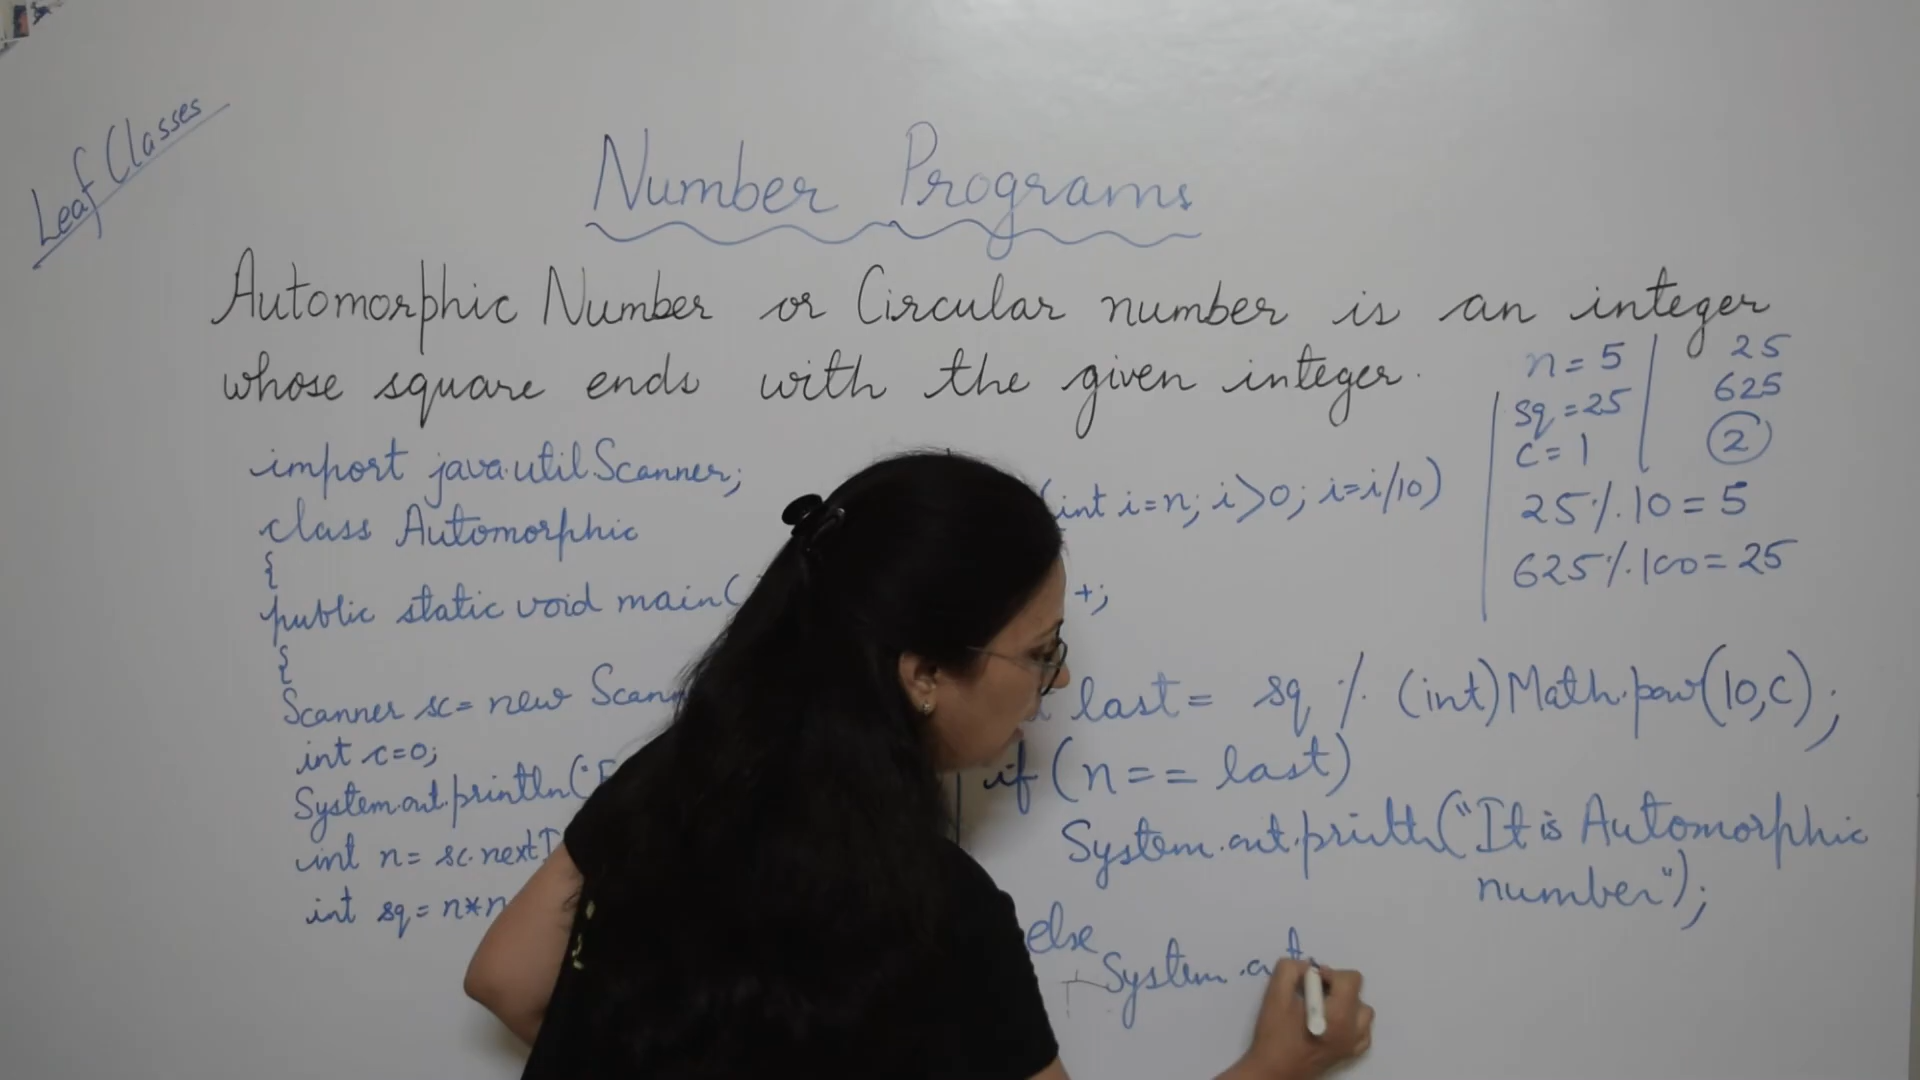 Leaf Classes
Number Programs
Automorphic Number or Circular number is an integer
whose square ends with the given integer.
import java.util.Scanner;
class Automorphic
{
public static void main(
{
Scanner sc= new Scann
int c=0;
System.out.println("E
int n= sc.nextI
int sq= n*n
(int i=n; i>0; i=i/10)
+;
last= sq % (int)Math.pow(10,c);
if(n== last)
System.out.println("It is Automorphic
number");
else
System.out
n=5
sq=25
c=1
25
625
2
25%10=5
625%100=25